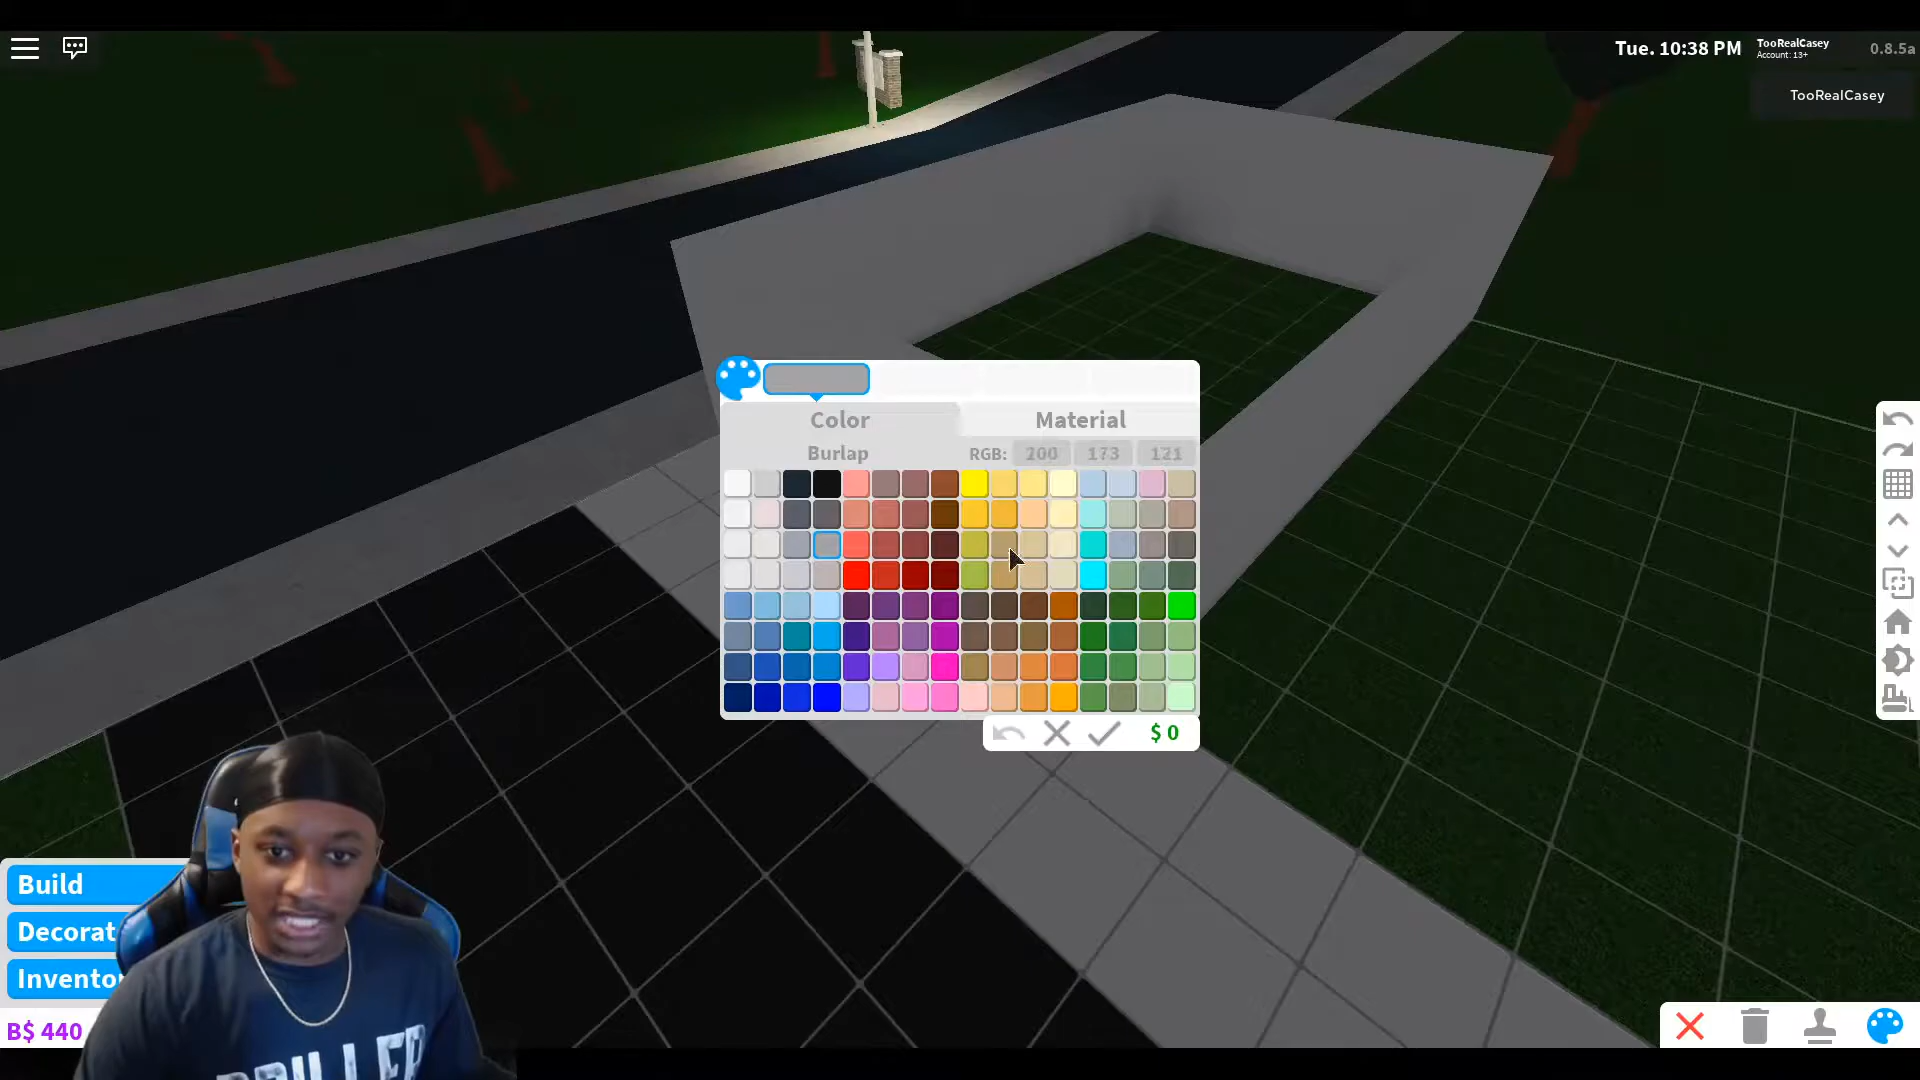 Tue. 10:38 PM
TooRealCasey
Account: 13+
0.8.5a
TooRealCasey
Color
Material
Burlap
RGB: 200 173 121
$ 0
Build
Decorat
Invento
B$ 440